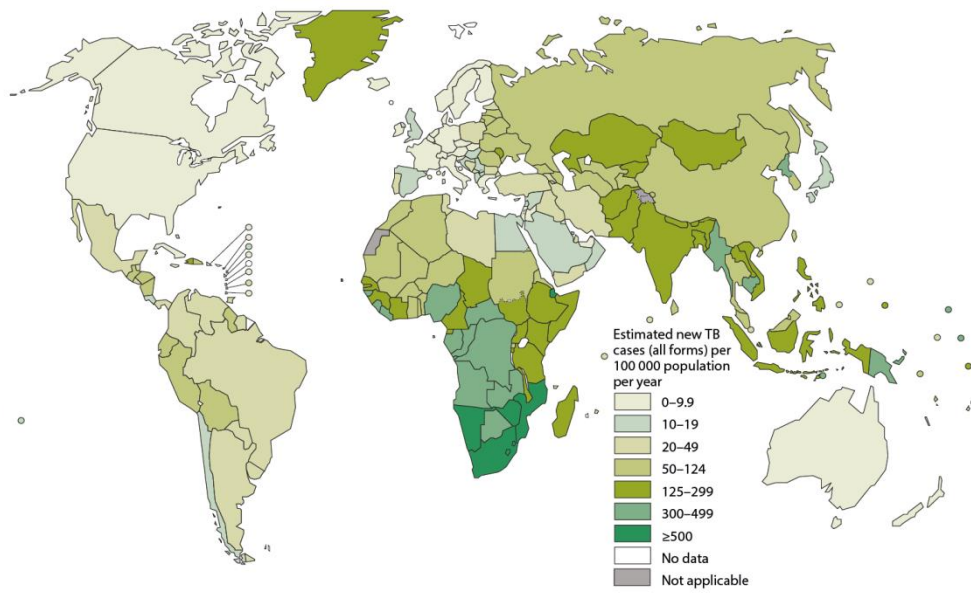 Estimated new TB
cases (all forms) per
100 000 population
per year
0–9.9
10–19
20–49
50–124
125–299
300–499
≥500
No data
Not applicable